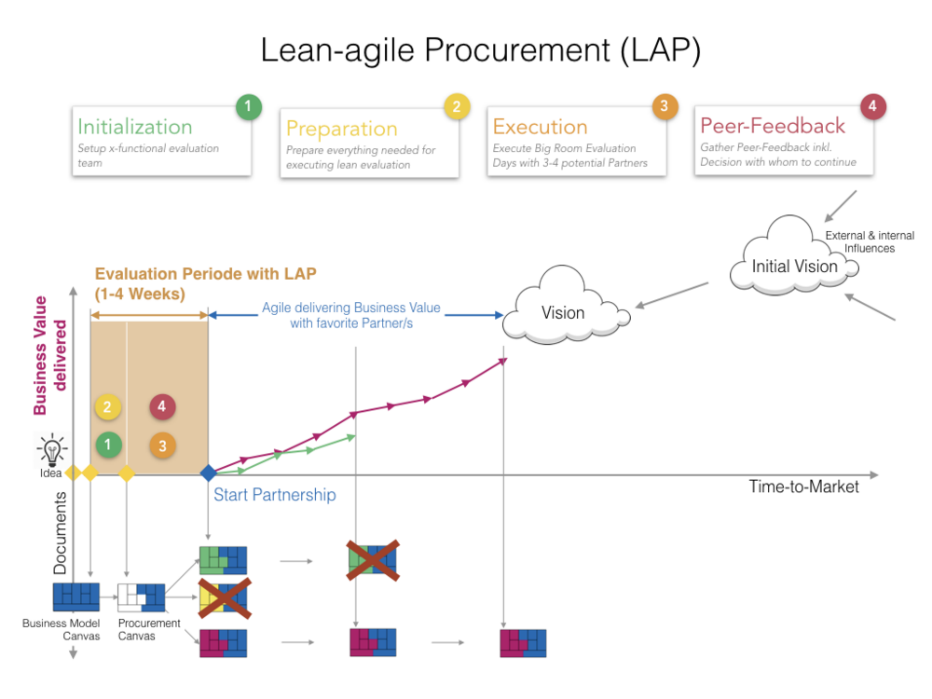 Lean-agile Procurement (LAP)
1
Initialization
Setup x-functional evaluation
team
2
Preparation
Prepare everything needed for
executing lean evaluation
3
Execution
Execute Big Room Evaluation
Days with 3-4 potential Partners
4
Peer-Feedback
Gather Peer-Feedback inkl.
Decision with whom to continue
External & internal
Influences
Initial Vision
Evaluation Periode with LAP
(1-4 Weeks)
Agile delivering Business Value
with favorite Partner/s
Vision
Business Value
delivered
2
4
1
3
Idea
Start Partnership
Time-to-Market
Documents
Business Model
Canvas
Procurement
Canvas